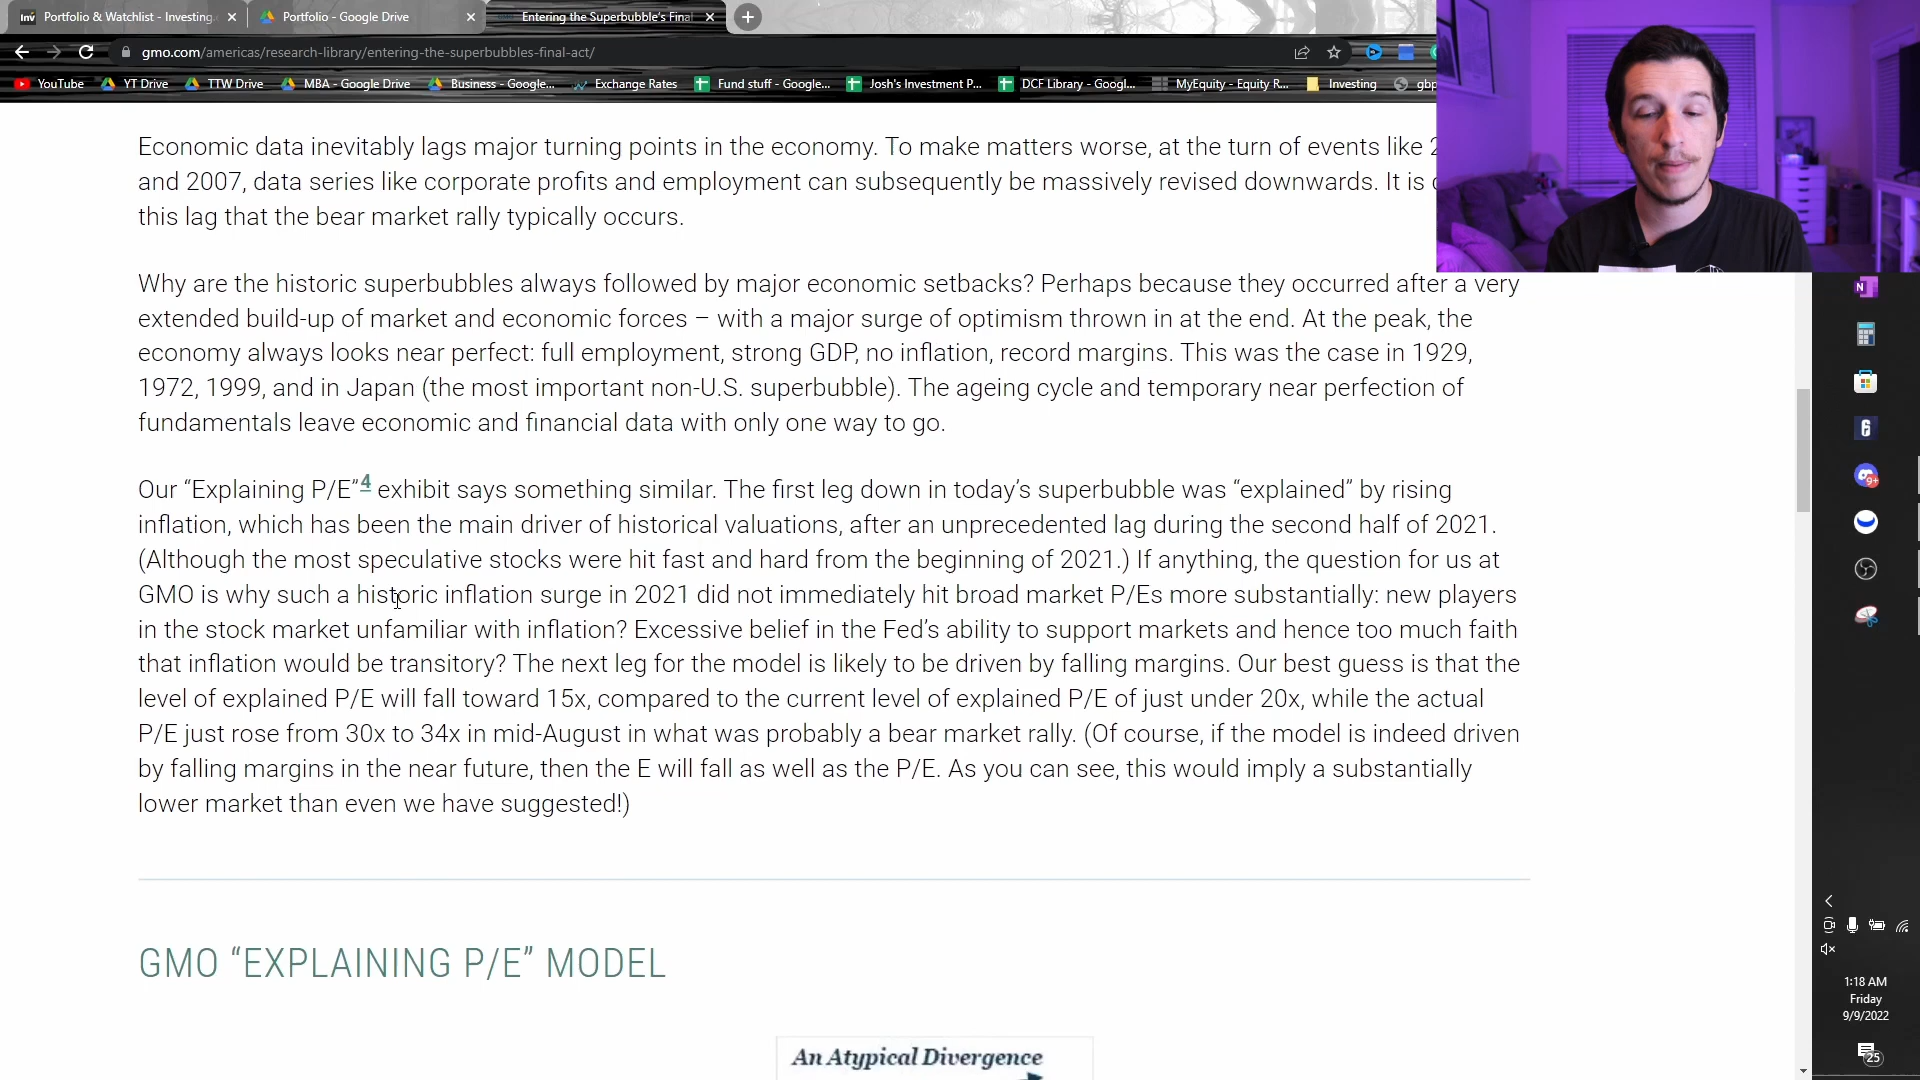 Portfolio & Watchlist - Investing.
Portfolio - Google Drive
Entering the Superbubble's Final
gmo.com/americas/research-library/entering-the-superbubbles-final-act/
YouTube
YT Drive
TTW Drive
MBA - Google Drive
Business - Google...
Exchange Rates
Fund stuff - Google...
Josh's Investment P...
DCF Library - Googl...
MyEquity - Equity R...
Investing
gbp
Economic data inevitably lags major turning points in the economy. To make matters worse, at the turn of events like 2
and 2007, data series like corporate profits and employment can subsequently be massively revised downwards. It is
this lag that the bear market rally typically occurs.
Why are the historic superbubbles always followed by major economic setbacks? Perhaps because they occurred after a very
extended build-up of market and economic forces – with a major surge of optimism thrown in at the end. At the peak, the
economy always looks near perfect: full employment, strong GDP, no inflation, record margins. This was the case in 1929,
1972, 1999, and in Japan (the most important non-U.S. superbubble). The ageing cycle and temporary near perfection of
fundamentals leave economic and financial data with only one way to go.
Our “Explaining P/E”4 exhibit says something similar. The first leg down in today’s superbubble was “explained” by rising
inflation, which has been the main driver of historical valuations, after an unprecedented lag during the second half of 2021.
(Although the most speculative stocks were hit fast and hard from the beginning of 2021.) If anything, the question for us at
GMO is why such a historic inflation surge in 2021 did not immediately hit broad market P/Es more substantially: new players
in the stock market unfamiliar with inflation? Excessive belief in the Fed’s ability to support markets and hence too much faith
that inflation would be transitory? The next leg for the model is likely to be driven by falling margins. Our best guess is that the
level of explained P/E will fall toward 15x, compared to the current level of explained P/E of just under 20x, while the actual
P/E just rose from 30x to 34x in mid-August in what was probably a bear market rally. (Of course, if the model is indeed driven
by falling margins in the near future, then the E will fall as well as the P/E. As you can see, this would imply a substantially
lower market than even we have suggested!)
GMO “EXPLAINING P/E” MODEL
An Atypical Divergence
1:18 AM
Friday
9/9/2022
25